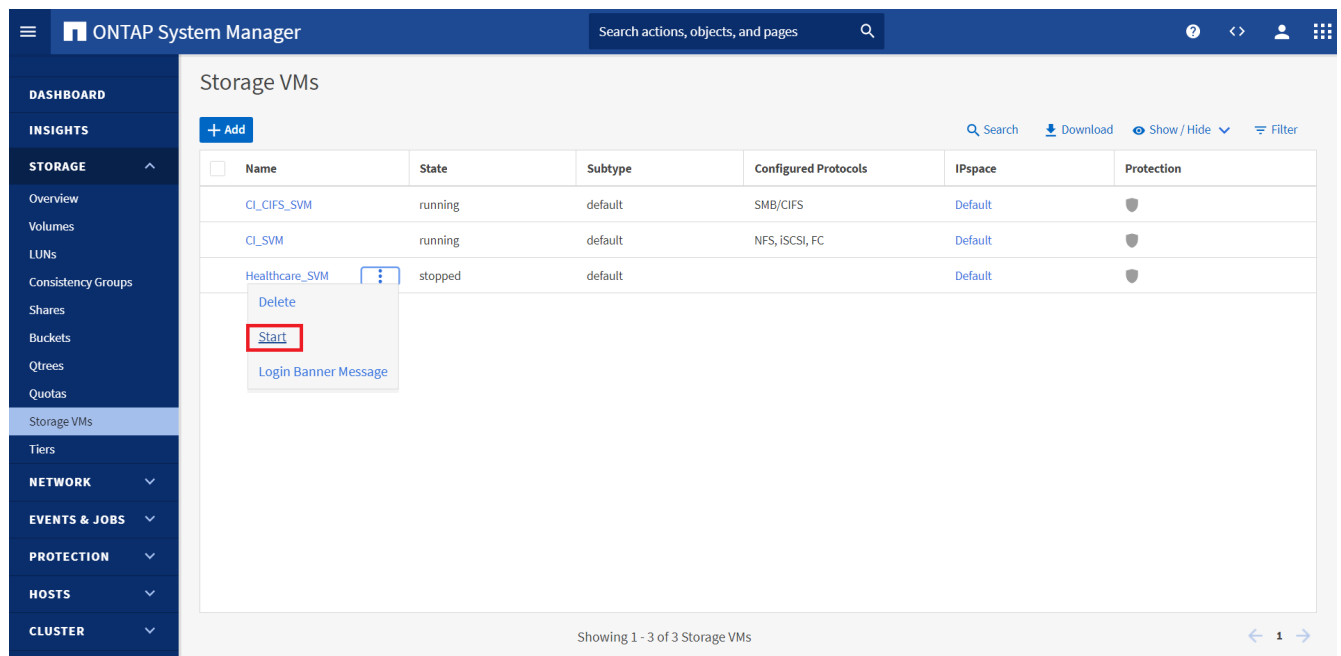 ONTAP System Manager
Search actions, objects, and pages
DASHBOARD
INSIGHTS
STORAGE
Overview
Volumes
LUNs
Consistency Groups
Shares
Buckets
Qtrees
Quotas
Storage VMs
Tiers
NETWORK
EVENTS & JOBS
PROTECTION
HOSTS
CLUSTER
Storage VMs
+ Add
Search Download Show / Hide Filter
Name State Subtype Configured Protocols IPspace Protection
CI_CIFS_SVM running default SMB/CIFS Default
CI_SVM running default NFS, iSCSI, FC Default
Healthcare_SVM stopped default Default
Delete
Start
Login Banner Message
Showing 1 - 3 of 3 Storage VMs
← 1 →